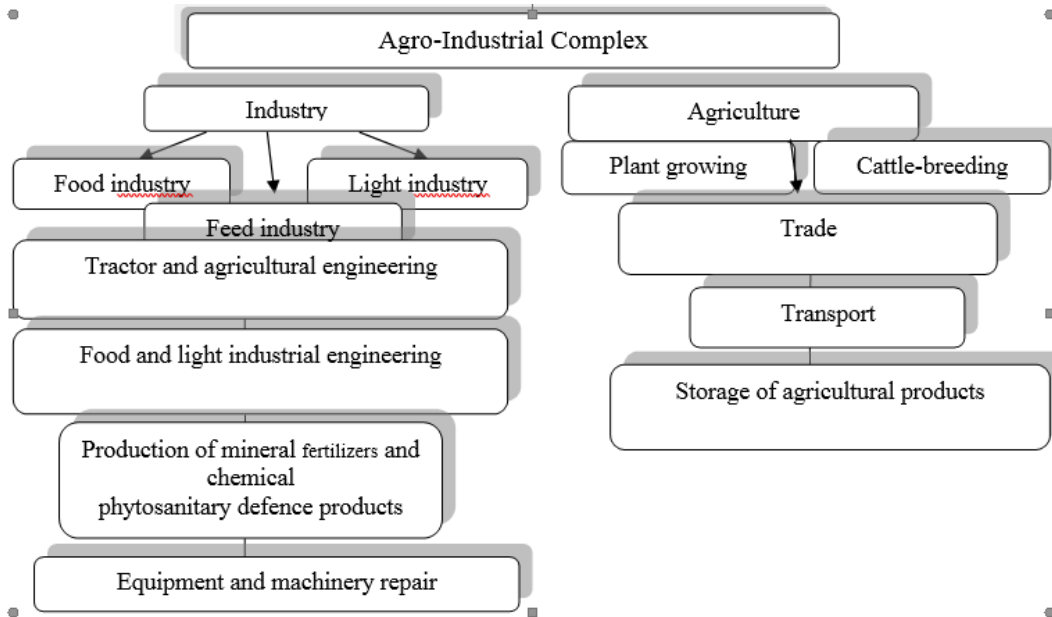 Agro-Industrial Complex
Industry
Agriculture
Food industry
Light industry
Plant growing
Cattle-breeding
Feed industry
Trade
Tractor and agricultural engineering
Transport
Food and light industrial engineering
Storage of agricultural products
Production of mineral fertilizers and
chemical
phytosanitary defence products
Equipment and machinery repair